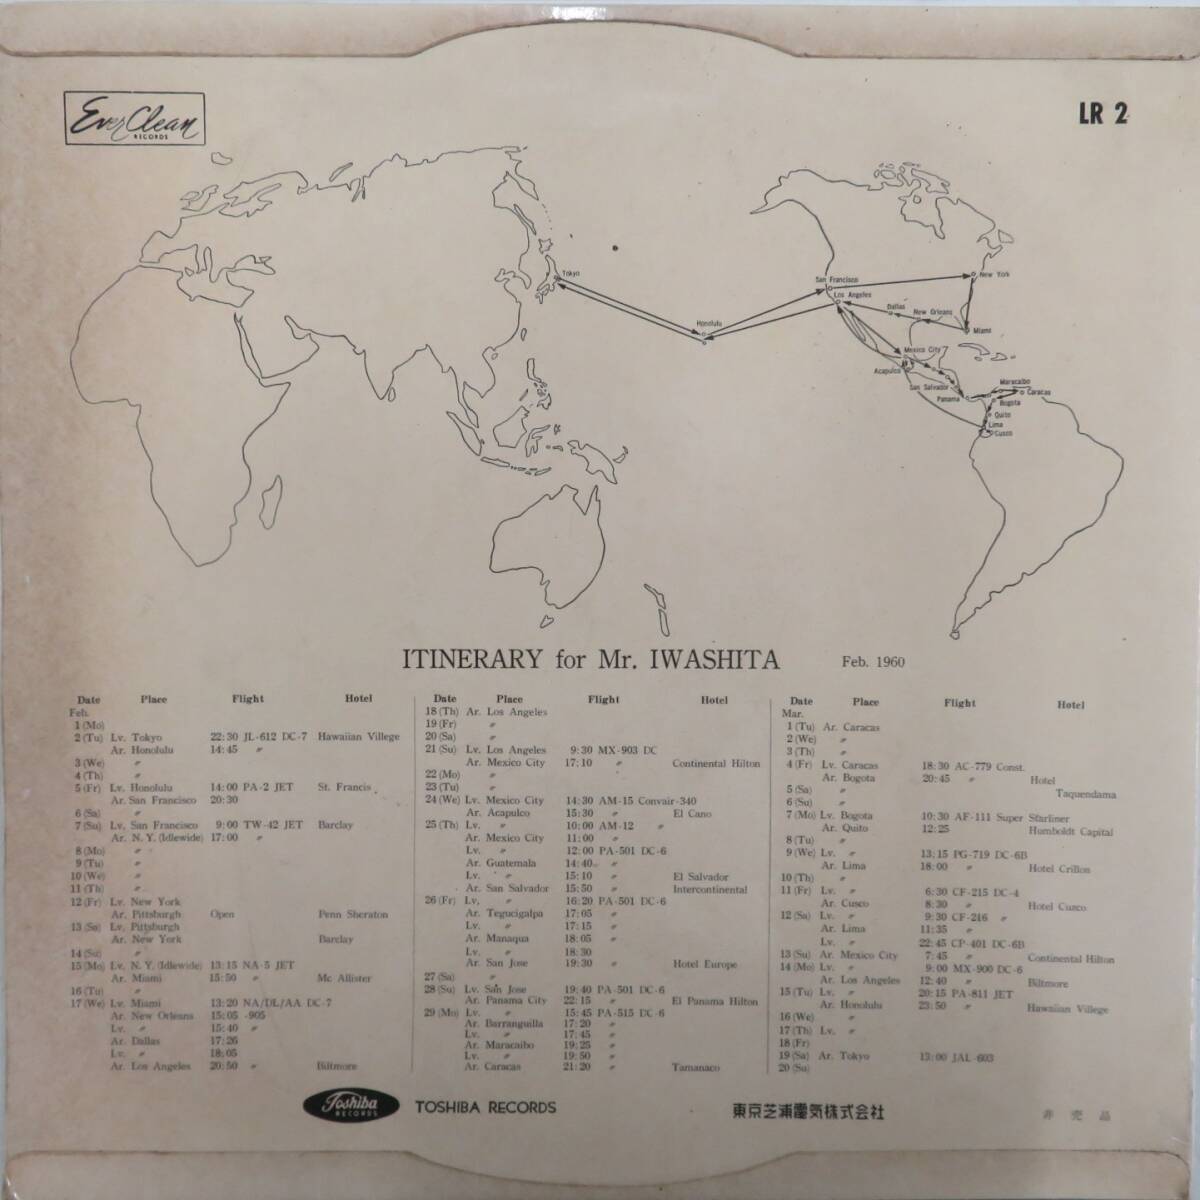 Ever Clean
RECORDS
LR 2
Tokyo
Honolulu
San Francisco
Los Angeles
New York
Dallas
New Orleans
Miami
Mexico City
Acapulco
San Salvador
Panama
Maracaibo
Caracas
Bogota
Quito
Lima
Cusco
ITINERARY for Mr. IWASHITA Feb. 1960
Date Place Flight Hotel
Feb.
1 (Mo)
2 (Tu) Lv. Tokyo 22:30 JL-612 DC-7 Hawaiian Villege
Ar. Honolulu 14:45 〃
3 (We) 〃
4 (Th) 〃
5 (Fr) Lv. Honolulu 14:00 PA-2 JET St. Francis
Ar. San Francisco 20:30
6 (Sa) 〃
7 (Su) Lv. San Francisco 9:00 TW-42 JET Barclay
Ar. N. Y. (Idlewide) 17:00 〃
8 (Mo) 〃
9 (Tu) 〃
10 (We) 〃
11 (Th) 〃
12 (Fr) Lv. New York
Ar. Pittsburgh Open Penn Sheraton
13 (Sa) Lv. Pittsburgh
Ar. New York Barclay
14 (Su) 〃
15 (Mo) Lv. N. Y. (Idlewide) 13:15 NA-5 JET
Ar. Miami 15:50 〃 Mc Allister
16 (Tu) 〃
17 (We) Lv. Miami 13:20 NA/DL/AA DC-7
Ar. New Orleans 15:05 -905
Lv. 〃 15:40 〃
Ar. Dallas 17:26
Lv. 〃 18:05
Ar. Los Angeles 20:50 〃 Biltmore
Date Place Flight Hotel
18 (Th) Ar. Los Angeles
19 (Fr) 〃
20 (Sa) 〃
21 (Su) Lv. Los Angeles 9:30 MX-903 DC
Ar. Mexico City 17:10 〃 Continental Hilton
22 (Mo) 〃
23 (Tu) 〃
24 (We) Lv. Mexico City 14:30 AM-15 Convair-340
Ar. Acapulco 15:30 〃 El Cano
25 (Th) Lv. 〃 10:00 AM-12 〃
Ar. Mexico City 11:00
Lv. 〃 12:00 PA-501 DC-6
Ar. Guatemala 14:40 〃
Lv. 〃 15:10 〃 El Salvador
Ar. San Salvador 15:50 〃 Intercontinental
26 (Fr) Lv. 〃 16:20 PA-501 DC-6
Ar. Tegucigalpa 17:05 〃
Lv. 〃 17:15 〃
Ar. Manaqua 18:05 〃
Lv. 〃 18:30
Ar. San Jose 19:30 〃 Hotel Europe
27 (Sa) 〃
28 (Su) Lv. San Jose 19:40 PA-501 DC-6
Ar. Panama City 22:15 〃 El Panama Hilton
29 (Mo) Lv. 〃 15:45 PA-515 DC-6
Ar. Barranguilla 17:20 〃
Lv. 〃 17:45 〃
Ar. Maracaibo 19:25 〃
Lv. 〃 19:50 〃
Ar. Caracas 21:20 〃 Tamanaco
Date Place Flight Hotel
Mar.
1 (Tu) Ar. Caracas
2 (We) 〃
3 (Th) 〃
4 (Fr) Lv. Caracas 18:30 AC-779 Const.
Ar. Bogota 20:45 〃 Hotel
5 (Sa) 〃 Taquendama
6 (Su) 〃
7 (Mo) Lv. Bogota 10:30 AF-111 Super Sfarliner
Ar. Quito 12:25 Humboldt Capital
8 (Tu) 〃
9 (We) Lv. 〃 13:15 PG-719 DC-6B
Ar. Lima 18:00 〃 Hotel Crillon
10 (Th) 〃
11 (Fr) Lv. 〃 6:30 CF-215 DC-4
Ar. Cusco 8:30 〃 Hotel Cuzco
12 (Sa) Lv. 〃 9:30 CF-216 〃
Ar. Lima 11:35 〃
Lv. 〃 22:45 CP-401 DC-6B
13 (Su) Ar. Mexico City 7:45 〃 Continental Hilton
14 (Mo) Lv. 〃 9:00 MX-900 DC-6
Ar. Los Angeles 12:40 〃 Biltmore
15 (Tu) Lv. 〃 20:15 PA-811 JET
Ar. Honolulu 23:50 〃 Hawaiian Villege
16 (We) 〃
17 (Th) Lv. 〃
18 (Fr)
19 (Sa) Ar. Tokyo 13:00 JAL-603
20 (Su)
Toshiba
RECORDS
TOSHIBA RECORDS 東京芝浦電気株式会社 非売品